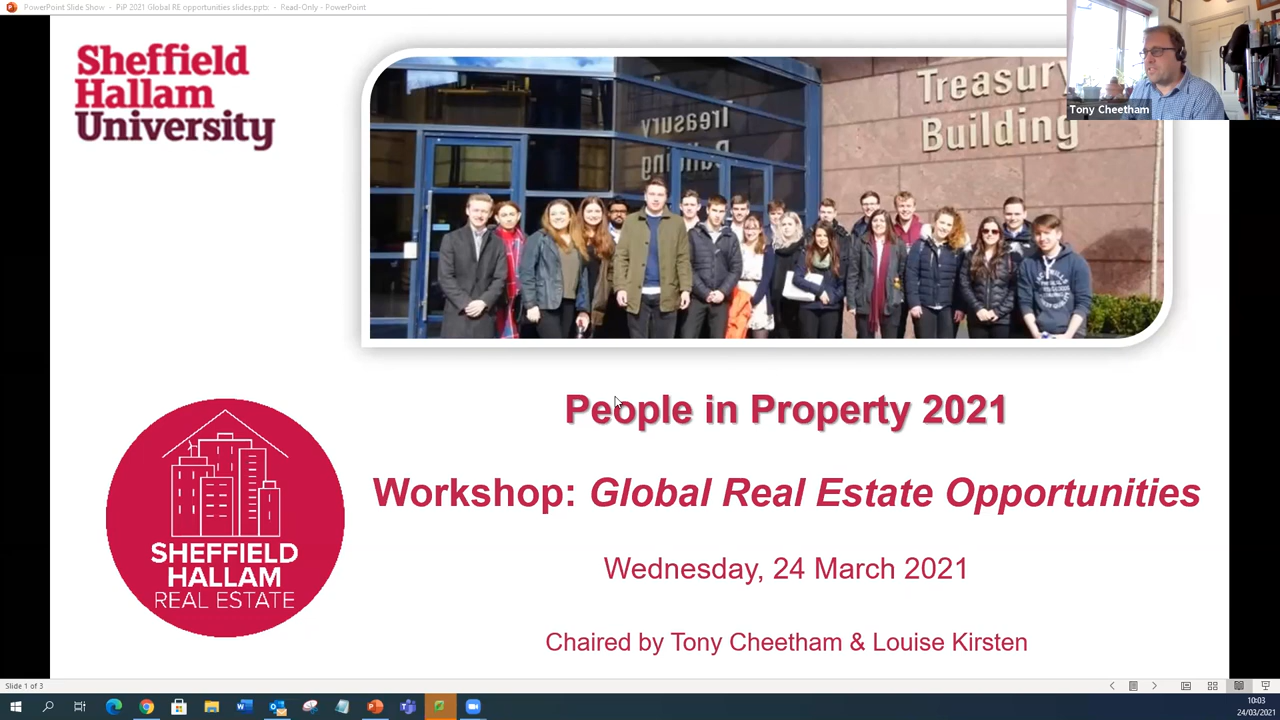 PowerPoint Slide Show - PiP 2021 Global RE opportunities slides.pptx - Read-Only - PowerPoint
Sheffield
Hallam
University
Treasury
Building
Treasury
Building
Tony Cheetham
People in Property 2021
Workshop: Global Real Estate Opportunities
Wednesday, 24 March 2021
Chaired by Tony Cheetham & Louise Kirsten
SHEFFIELD
HALLAM
REAL ESTATE
Slide 1 of 3
10:03
24/03/2021